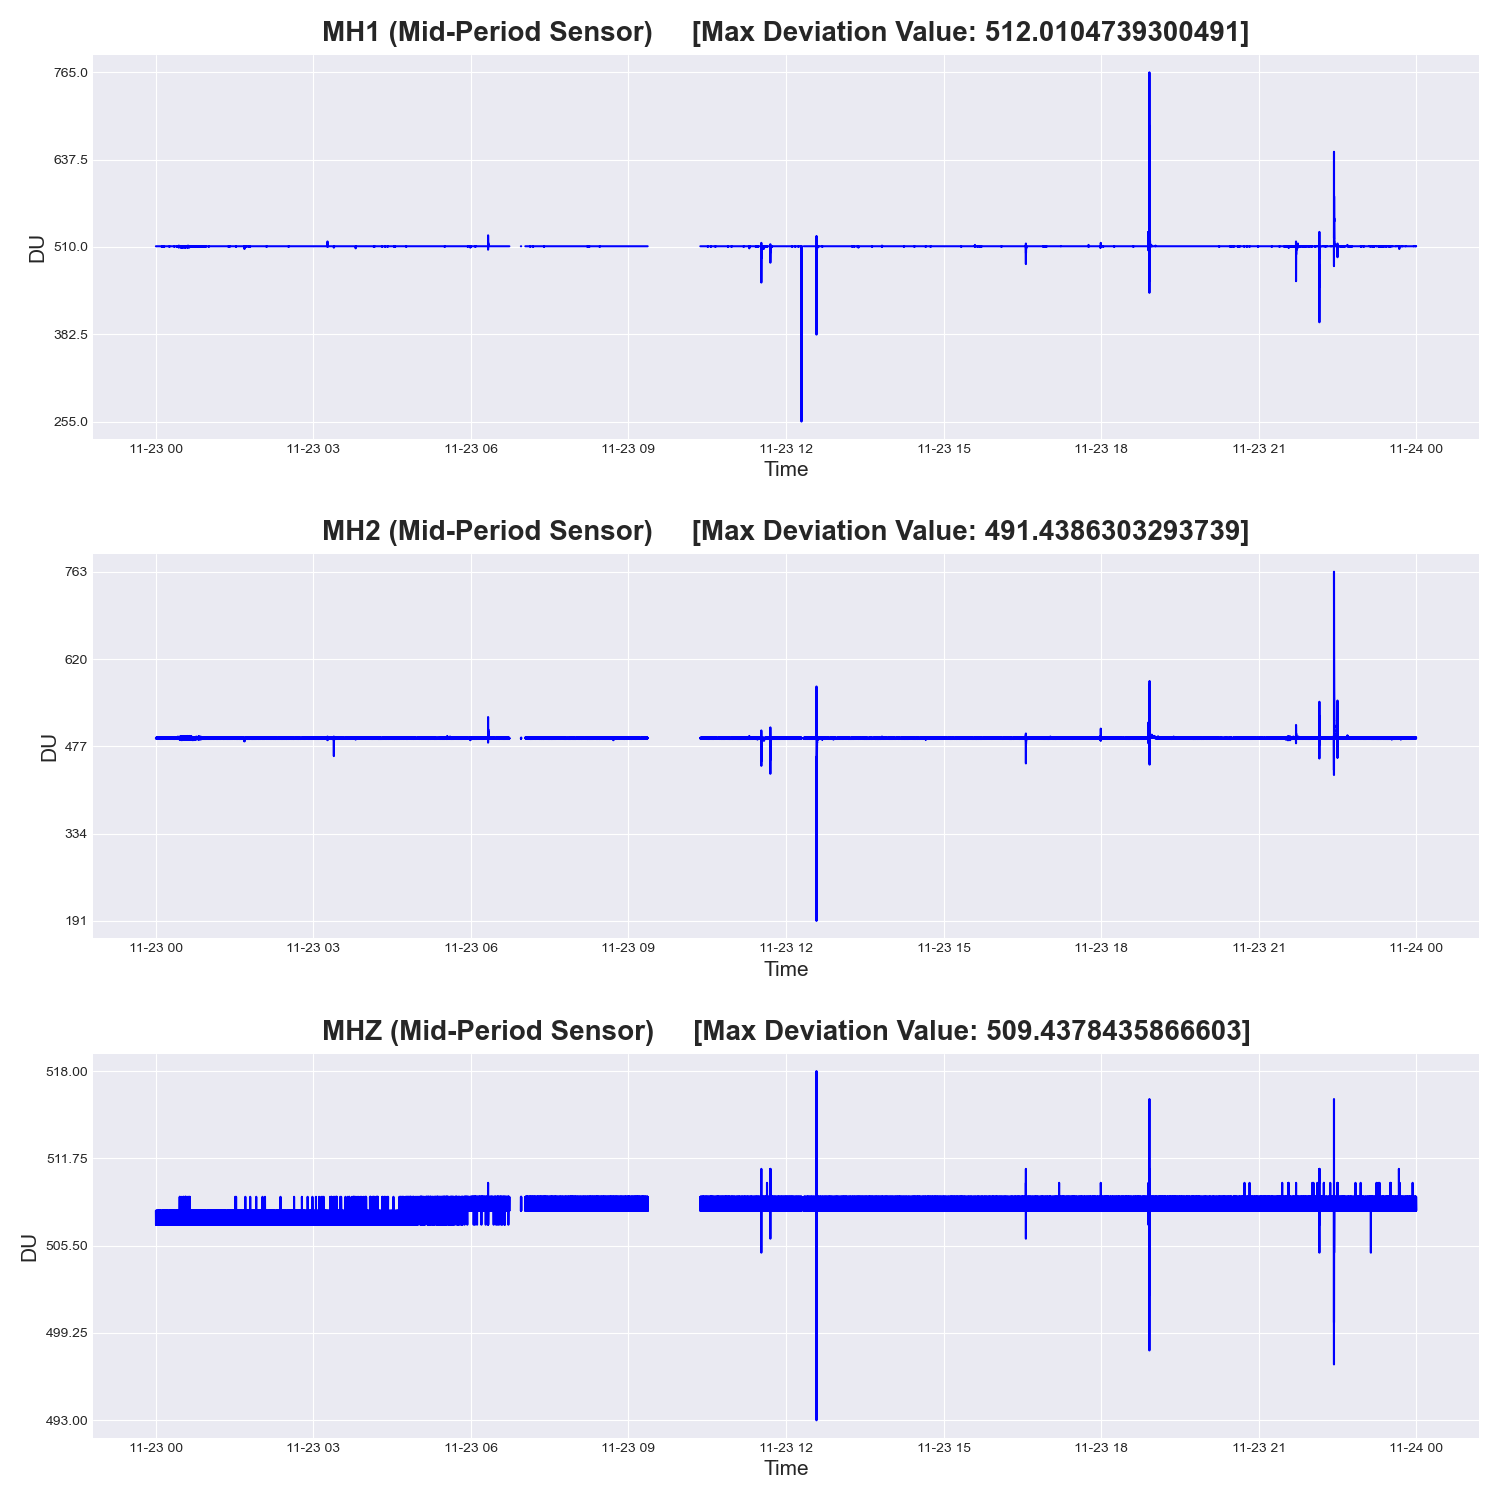 MH1 (Mid-Period Sensor) [Max Deviation Value: 512.0104739300491]
765.0
637.5
510.0
382.5
255.0
DU
11-23 00 11-23 03 11-23 06 11-23 09 11-23 12 11-23 15 11-23 18 11-23 21 11-24 00
Time
MH2 (Mid-Period Sensor) [Max Deviation Value: 491.4386303293739]
763
620
477
334
191
DU
11-23 00 11-23 03 11-23 06 11-23 09 11-23 12 11-23 15 11-23 18 11-23 21 11-24 00
Time
MHZ (Mid-Period Sensor) [Max Deviation Value: 509.4378435866603]
518.00
511.75
505.50
499.25
493.00
DU
11-23 00 11-23 03 11-23 06 11-23 09 11-23 12 11-23 15 11-23 18 11-23 21 11-24 00
Time